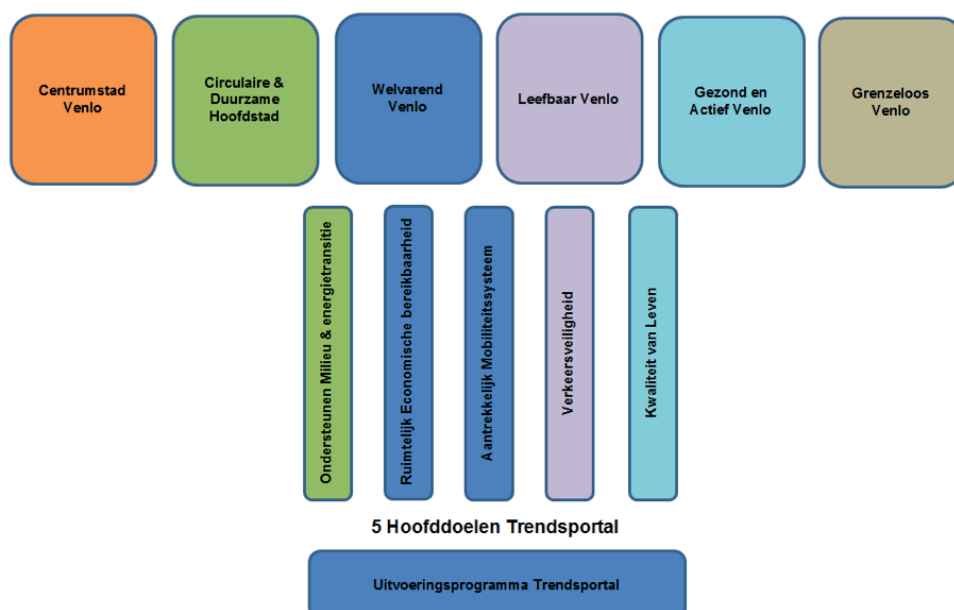 Centrumstad
Venlo
Circulaire &
Duurzame
Hoofdstad
Welvarend
Venlo
Leefbaar Venlo
Gezond en
Actief Venlo
Grenzeloos
Venlo
Ondersteunen Milieu & energietransitie
Ruimtelijk Economische bereikbaarheid
Aantrekkelijk Mobiliteitssysteem
Verkeersveiligheid
Kwaliteit van Leven
5 Hoofddoelen Trendsportal
Uitvoeringsprogramma Trendsportal